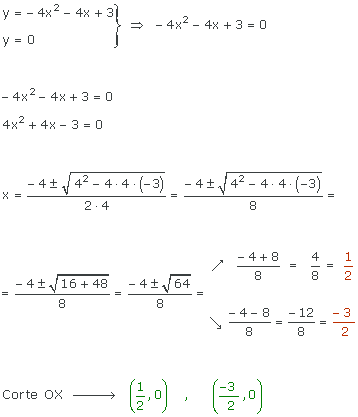 y = − 4x² − 4x + 3 } ⇒ − 4x² − 4x + 3 = 0
y = 0
− 4x² − 4x + 3 = 0
4x² + 4x − 3 = 0
x = (− 4 ± √(4² − 4 · 4 · (−3))) / (2 · 4) = (− 4 ± √(4² − 4 · 4 · (−3))) / 8 =
= (− 4 ± √(16 + 48)) / 8 = (− 4 ± √64) / 8 =
↗ (− 4 + 8) / 8 = 4/8 = 1/2
↘ (− 4 − 8) / 8 = −12/8 = −3/2
Corte OX ⟶ (1/2 , 0) , (−3/2 , 0)